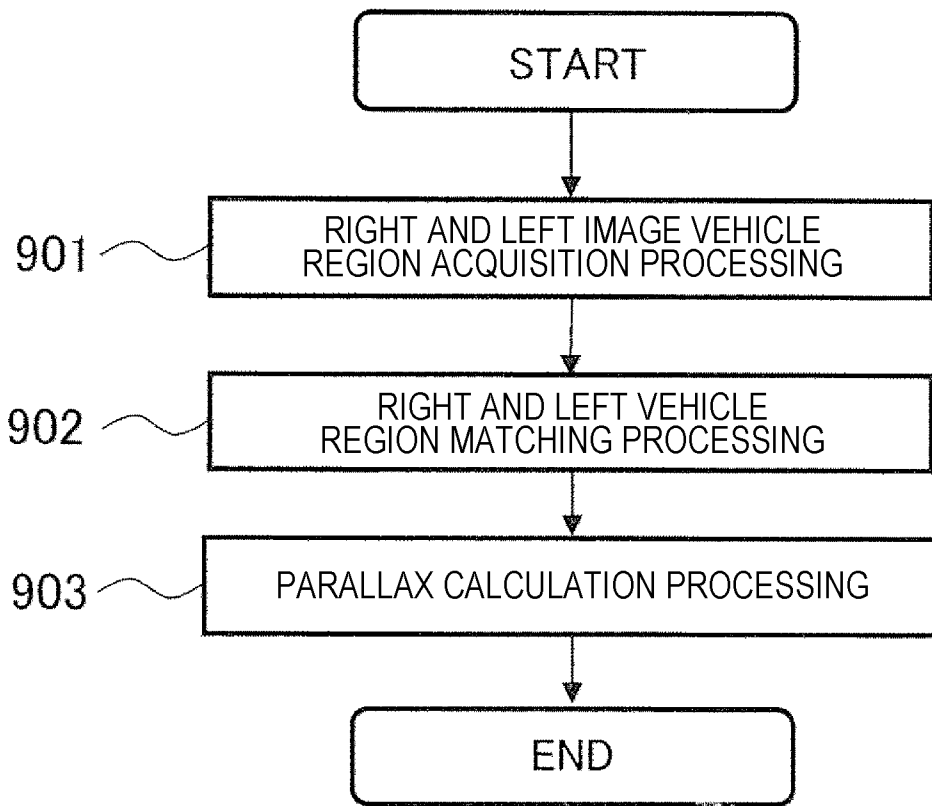 START
901
RIGHT AND LEFT IMAGE VEHICLE
REGION ACQUISITION PROCESSING
902
RIGHT AND LEFT VEHICLE
REGION MATCHING PROCESSING
903
PARALLAX CALCULATION PROCESSING
END